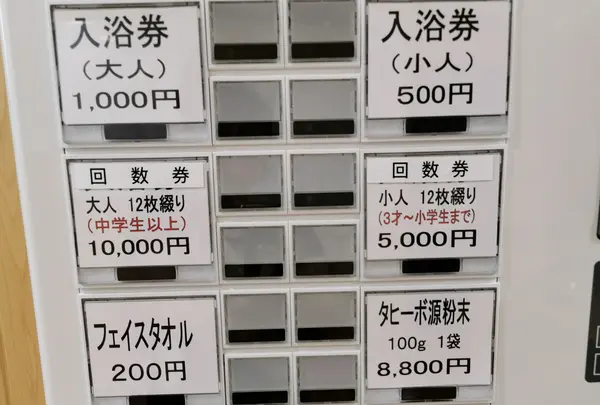 入浴券
(大人)
1,000円
入浴券
(小人)
500円
回数券
大人 12枚綴り
(中学生以上)
10,000円
回数券
小人 12枚綴り
(3才〜小学生まで)
5,000円
フェイスタオル
200円
タヒーボ源粉末
100g 1袋
8,800円